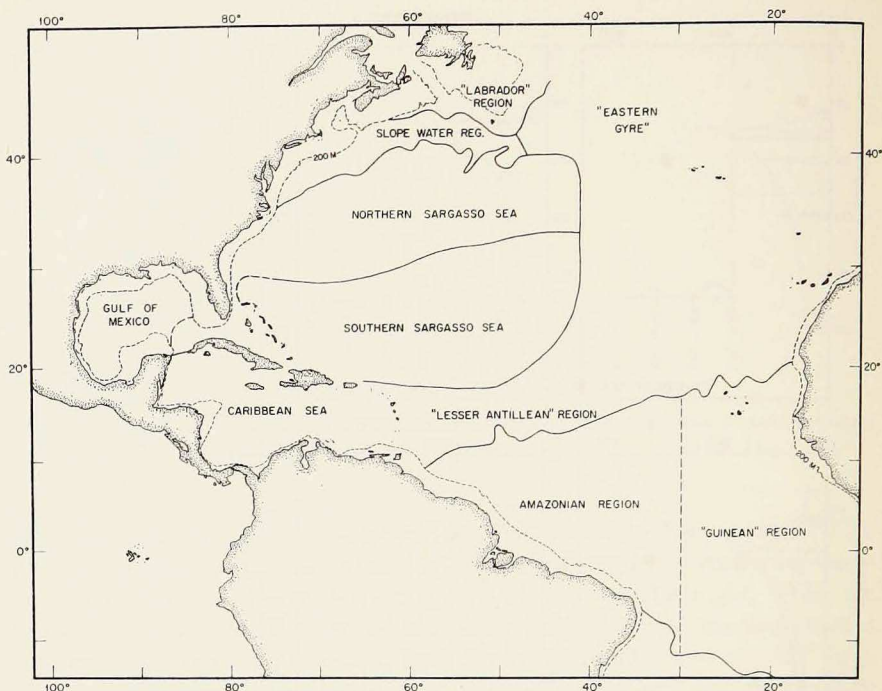 100°
80°
60°
40°
20°
"LABRADOR"
REGION
"EASTERN
GYRE"
SLOPE WATER REG.
200 M
40°
40°
NORTHERN SARGASSO SEA
GULF OF
MEXICO
SOUTHERN SARGASSO SEA
20°
20°
CARIBBEAN SEA
"LESSER ANTILLEAN" REGION
200 M
AMAZONIAN REGION
"GUINEAN" REGION
0°
0°
100°
80°
60°
40°
20°